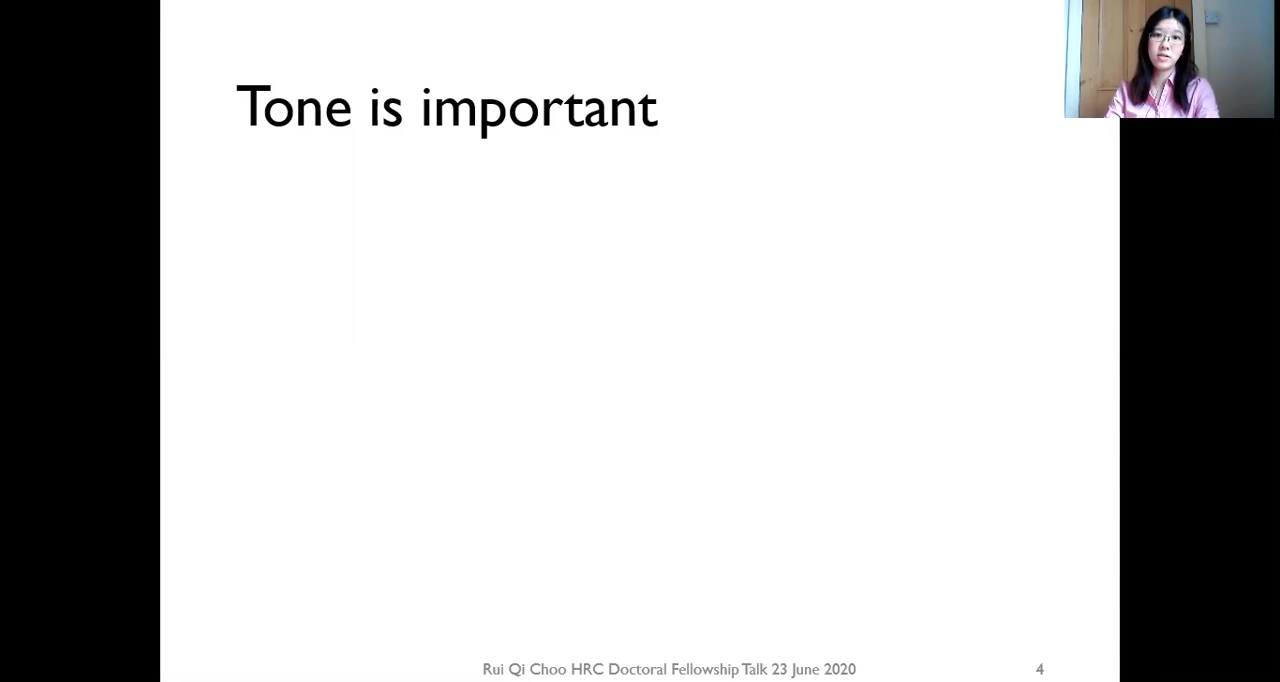 Tone is important
Rui Qi Choo HRC Doctoral Fellowship Talk 23 June 2020
4